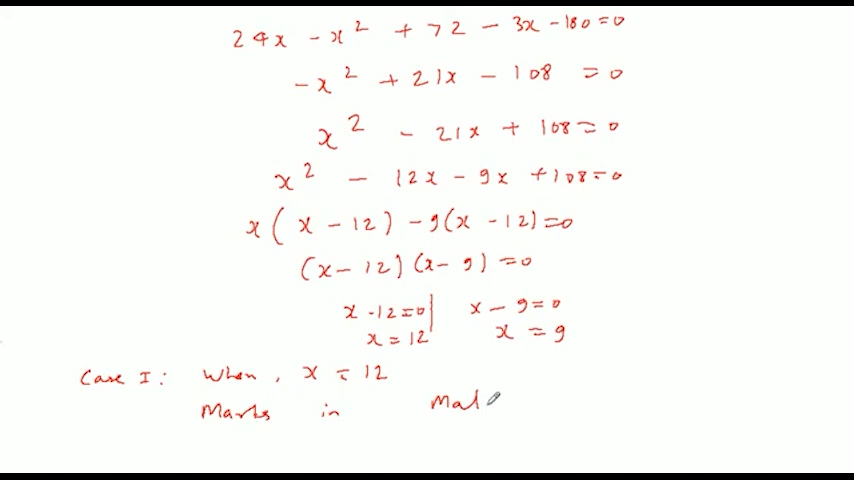 24x - x² + 72 - 3x - 180 = 0
- x² + 21x - 108 = 0
x² - 21x + 108 = 0
x² - 12x - 9x + 108 = 0
x ( x - 12 ) - 9 ( x - 12 ) = 0
(x - 12) (x - 9 ) = 0
x - 12 = 0 | x - 9 = 0
x = 12 | x = 9
Case I : When , x = 12
Marks in Mat